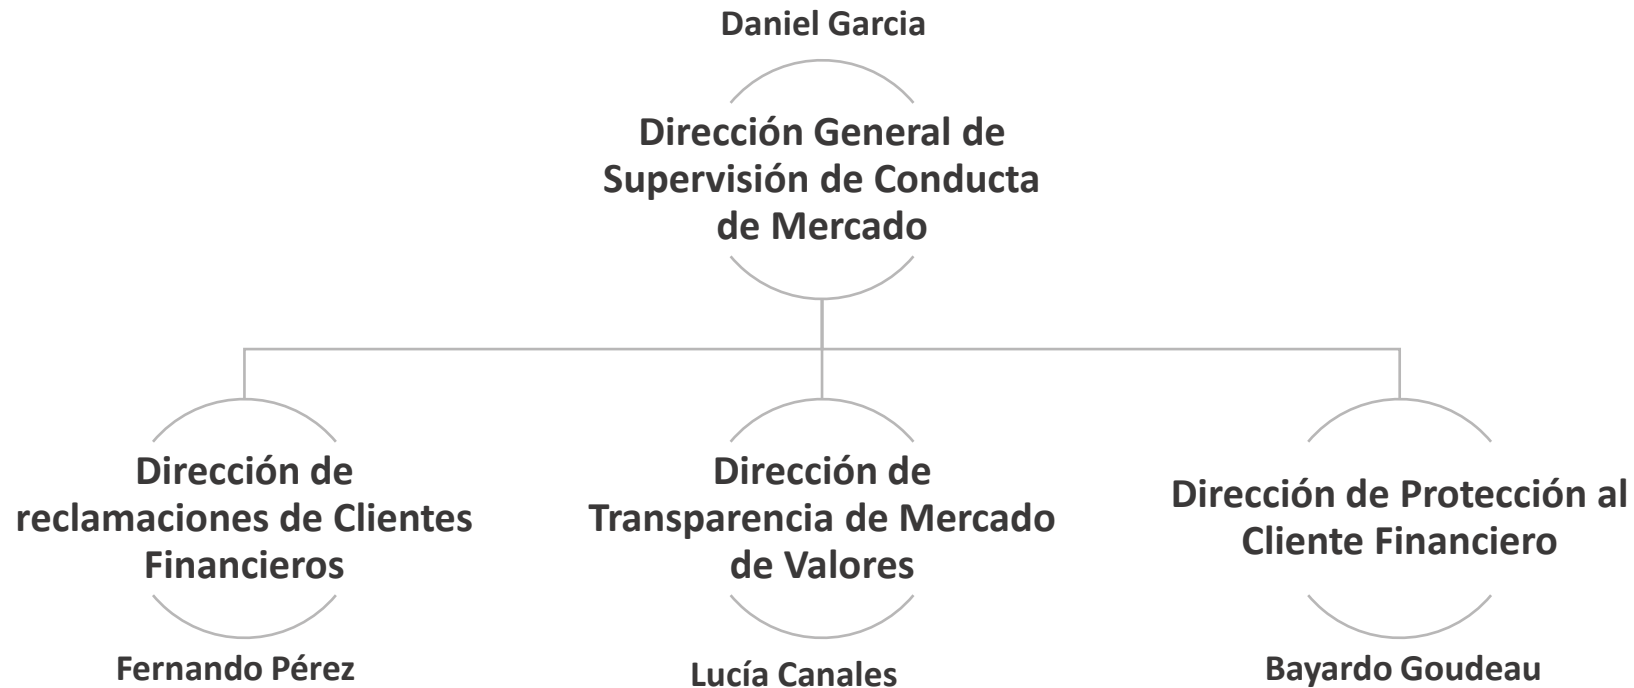 Daniel Garcia
Dirección General de
Supervisión de Conducta
de Mercado
Dirección de
reclamaciones de Clientes
Financieros
Fernando Pérez
Dirección de
Transparencia de Mercado
de Valores
Lucía Canales
Dirección de Protección al
Cliente Financiero
Bayardo Goudeau